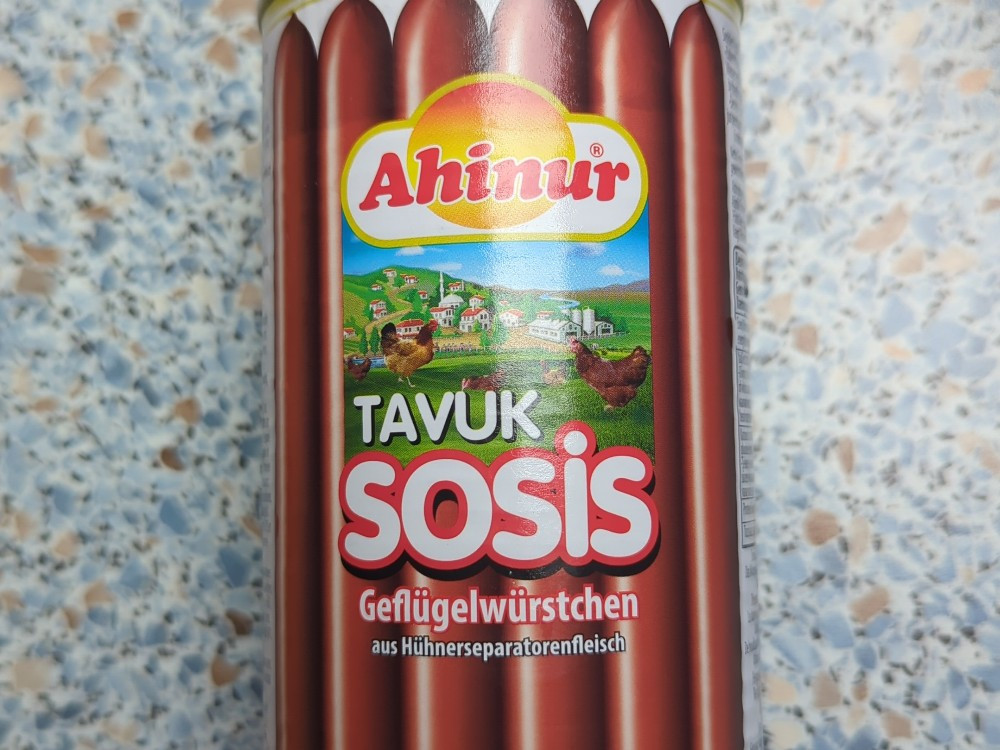 Ahinur®
TAVUK
SOSiS
Geflügelwürstchen
aus Hühnerseparatorenfleisch